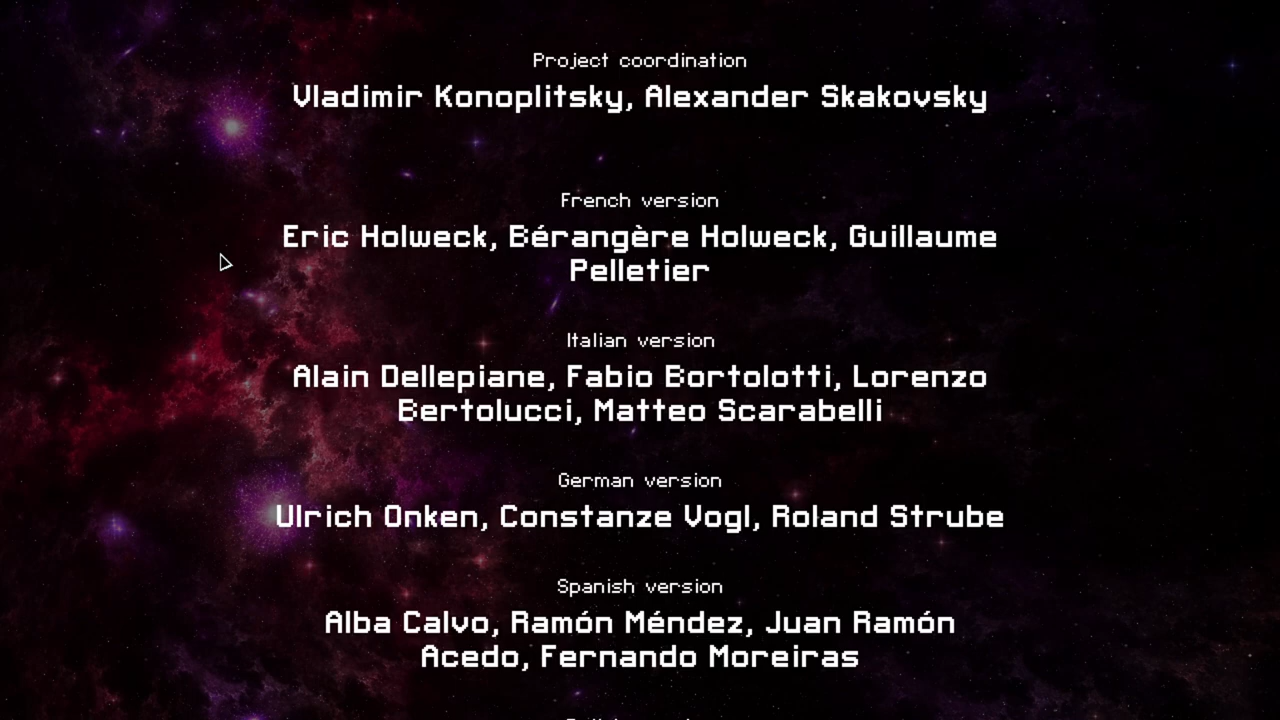 Project coordination
Vladimir Konoplitsky, Alexander Skakovsky
French version
Eric Holweck, Bérangère Holweck, Guillaume
Pelletier
Italian version
Alain Dellepiane, Fabio Bortolotti, Lorenzo
Bertolucci, Matteo Scarabelli
German version
Ulrich Onken, Constanze Vogl, Roland Strube
Spanish version
Alba Calvo, Ramón Méndez, Juan Ramón
Acedo, Fernando Moreiras